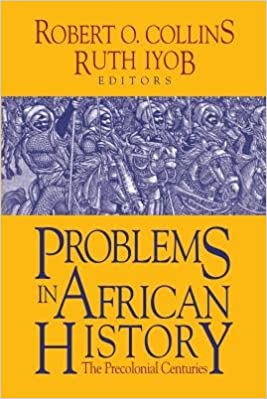 ROBERT O. COLLINS
RUTH IYOB
EDITORS
PROBLEMS
IN AFRICAN
HISTORY
The Precolonial Centuries